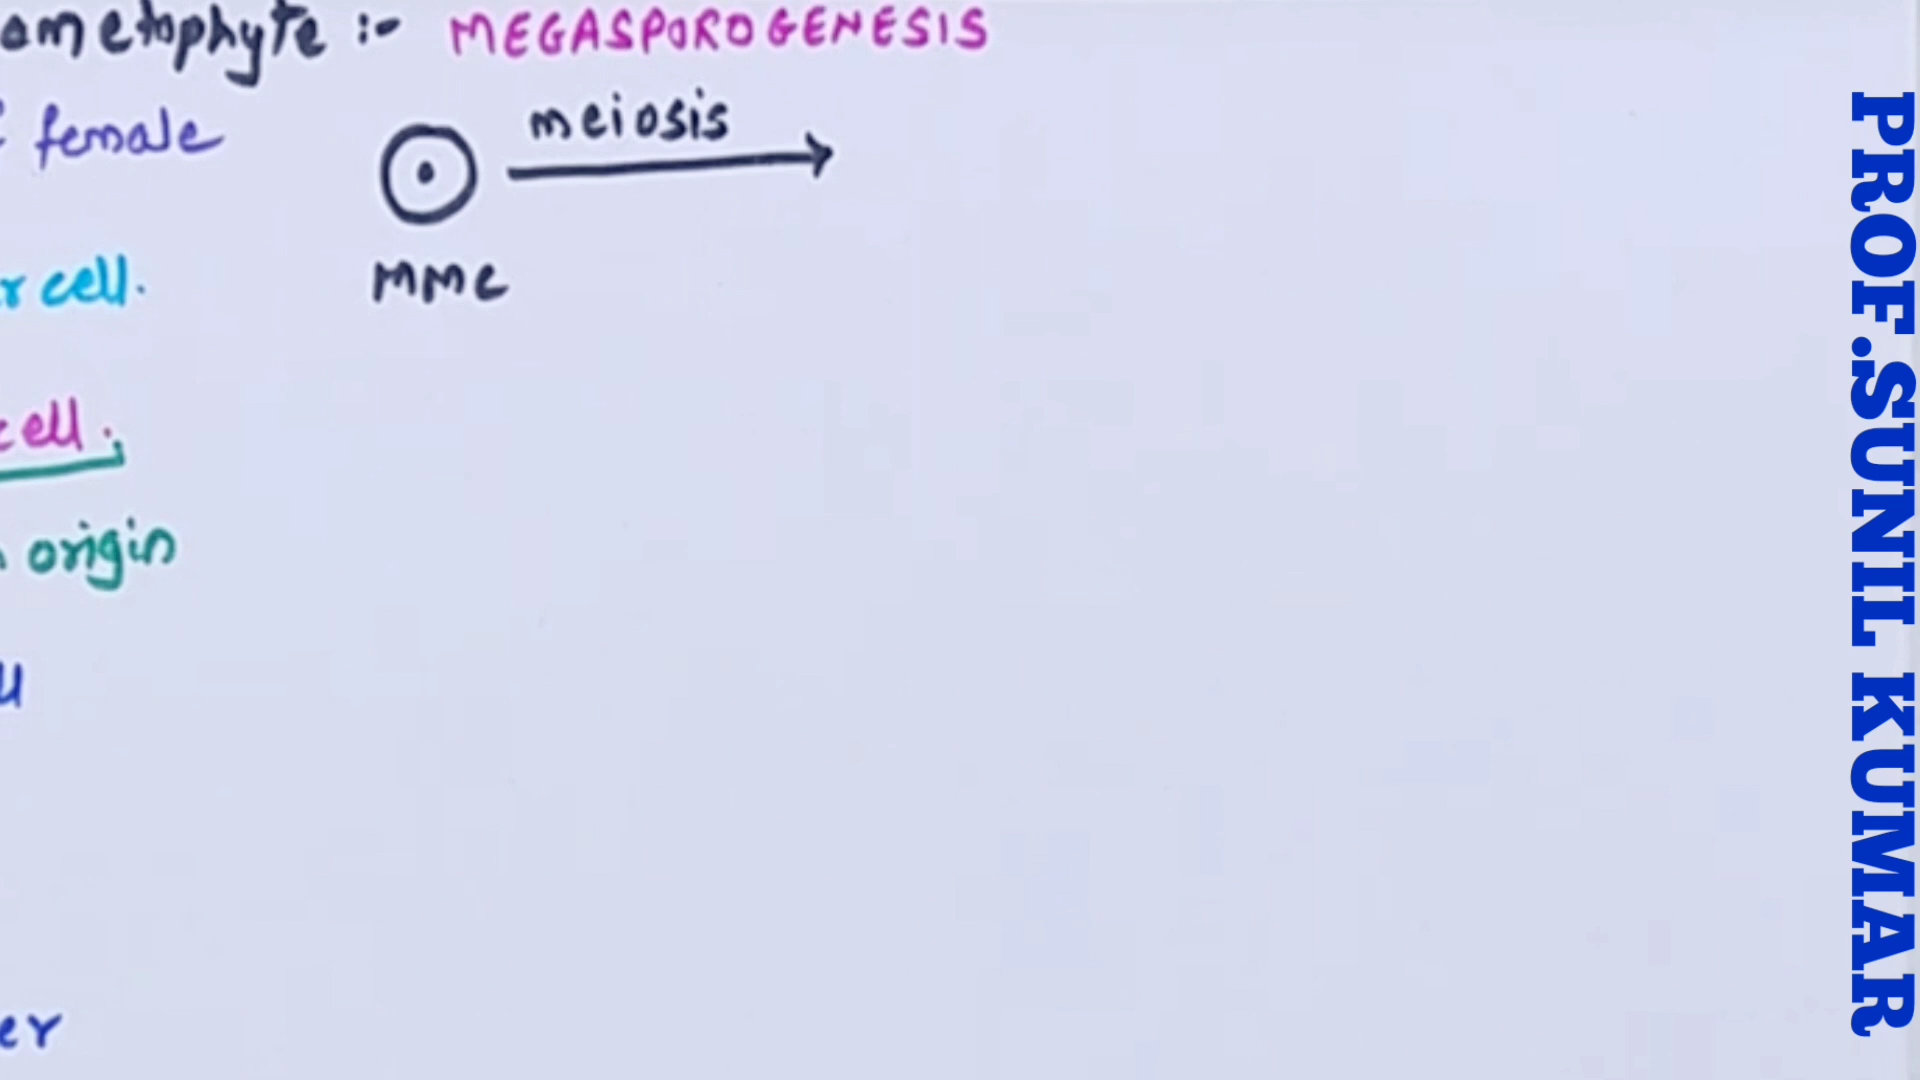 ametophyte :- MEGASPOROGENESIS
female
meiosis
r cell.
MMC
cell.
origin
er
PROF.SUNIL KUMAR